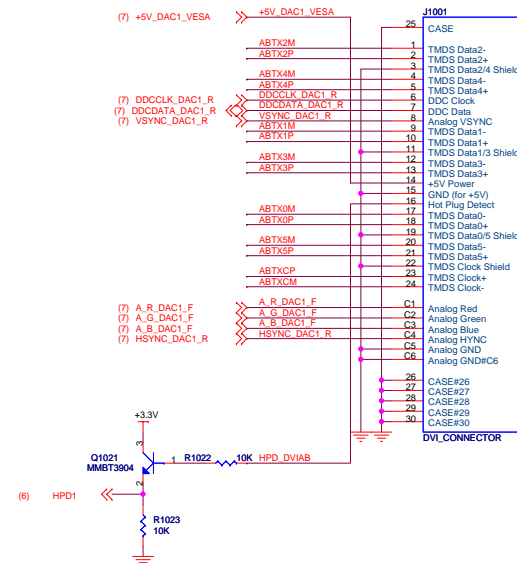 J1001
(7) +5V_DAC1_VESA +5V_DAC1_VESA
25 CASE
ABTX2M 1 TMDS Data2-
ABTX2P 2 TMDS Data2+
3 TMDS Data2/4 Shield
ABTX4M 4 TMDS Data4-
ABTX4P 5 TMDS Data4+
(7) DDCCLK_DAC1_R DDCCLK_DAC1_R 6 DDC Clock
(7) DDCDATA_DAC1_R DDCDATA_DAC1_R 7 DDC Data
(7) VSYNC_DAC1_R VSYNC_DAC1_R 8 Analog VSYNC
ABTX1M 9 TMDS Data1-
ABTX1P 10 TMDS Data1+
11 TMDS Data1/3 Shield
ABTX3M 12 TMDS Data3-
ABTX3P 13 TMDS Data3+
14 +5V Power
15 GND (for +5V)
16 Hot Plug Detect
ABTX0M 17 TMDS Data0-
ABTX0P 18 TMDS Data0+
19 TMDS Data0/5 Shield
ABTX5M 20 TMDS Data5-
ABTX5P 21 TMDS Data5+
22 TMDS Clock Shield
ABTXCP 23 TMDS Clock+
ABTXCM 24 TMDS Clock-
(7) A_R_DAC1_F A_R_DAC1_F C1 Analog Red
(7) A_G_DAC1_F A_G_DAC1_F C2 Analog Green
(7) A_B_DAC1_F A_B_DAC1_F C3 Analog Blue
(7) HSYNC_DAC1_R HSYNC_DAC1_R C4 Analog HYNC
C5 Analog GND
C6 Analog GND#C6
26 CASE#26
27 CASE#27
28 CASE#28
29 CASE#29
30 CASE#30
DVI_CONNECTOR
+3.3V
3
Q1021
MMBT3904
1 R1022 10K HPD_DVIAB
2
(6) HPD1
R1023
10K